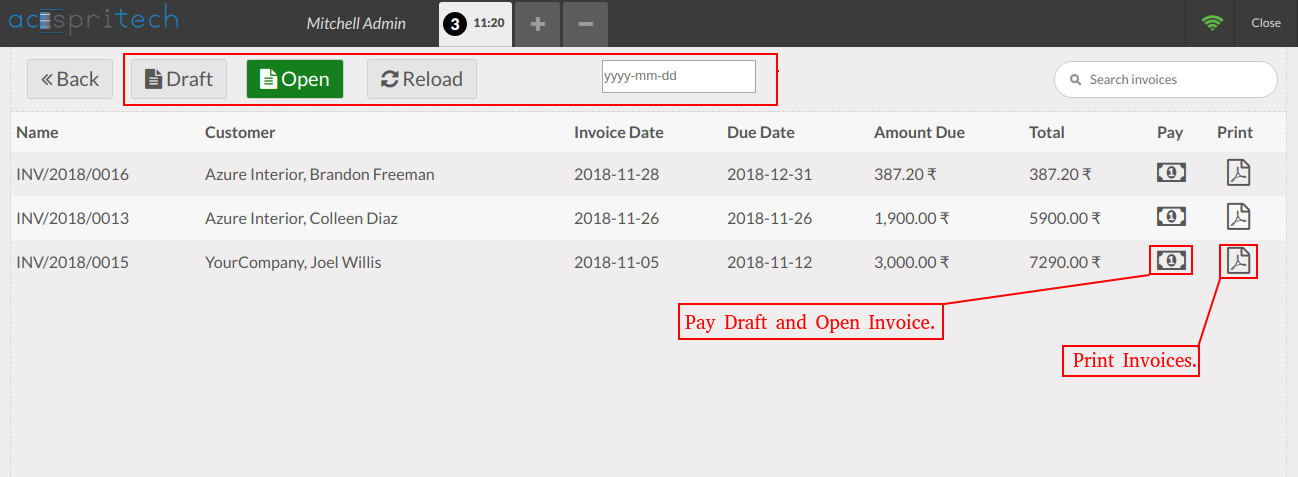 acespritech Mitchell Admin 3 11:20 Close
Back Draft Open Reload yyyy-mm-dd Search invoices
Name Customer Invoice Date Due Date Amount Due Total Pay Print
INV/2018/0016 Azure Interior, Brandon Freeman 2018-11-28 2018-12-31 387.20 ₹ 387.20 ₹
INV/2018/0013 Azure Interior, Colleen Diaz 2018-11-26 2018-11-26 1,900.00 ₹ 5900.00 ₹
INV/2018/0015 YourCompany, Joel Willis 2018-11-05 2018-11-12 3,000.00 ₹ 7290.00 ₹
Pay Draft and Open Invoice.
Print Invoices.